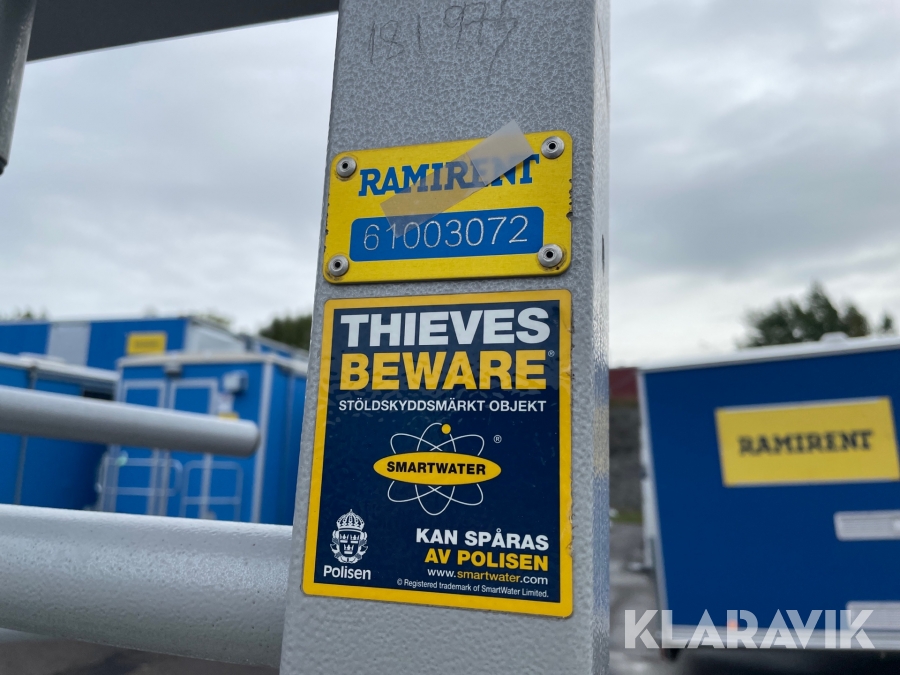 RAMIRENT
61003072
THIEVES
BEWARE®
STÖLDSKYDDSMÄRKT OBJEKT
®
SMARTWATER
KAN SPÅRAS
AV POLISEN
Polisen
www.smartwater.com
© Registered trademark of SmartWater Limited.
RAMIRENT
KLARAVIK